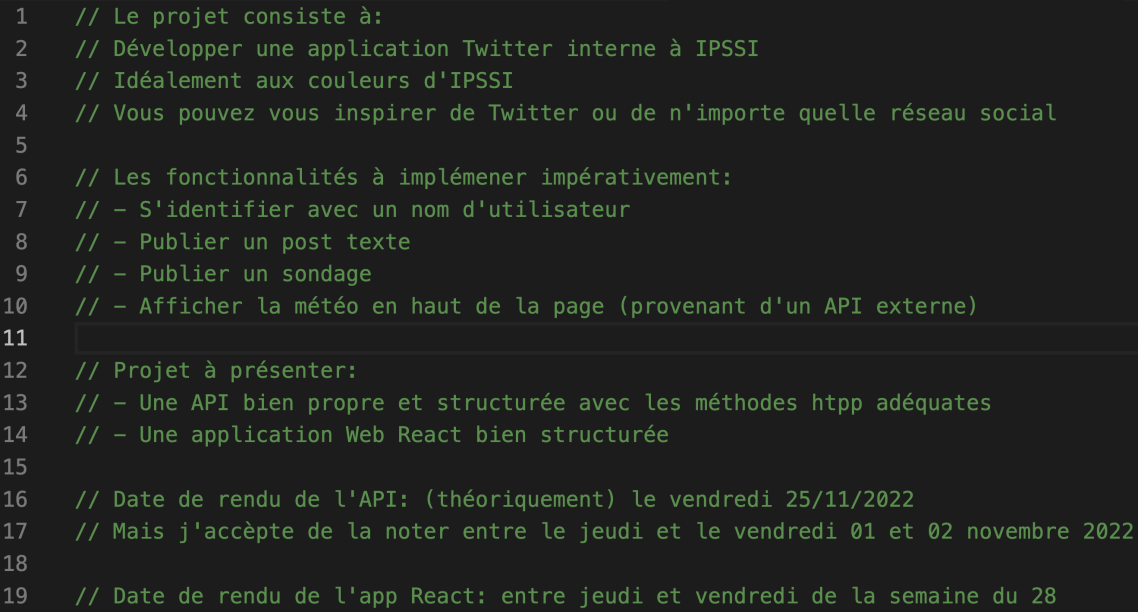 1 // Le projet consiste à:
2 // Développer une application Twitter interne à IPSSI
3 // Idéalement aux couleurs d'IPSSI
4 // Vous pouvez vous inspirer de Twitter ou de n'importe quelle réseau social
5
6 // Les fonctionnalités à implémener impérativement:
7 // - S'identifier avec un nom d'utilisateur
8 // - Publier un post texte
9 // - Publier un sondage
10 // - Afficher la météo en haut de la page (provenant d'un API externe)
11
12 // Projet à présenter:
13 // - Une API bien propre et structurée avec les méthodes htpp adéquates
14 // - Une application Web React bien structurée
15
16 // Date de rendu de l'API: (théoriquement) le vendredi 25/11/2022
17 // Mais j'accèpte de la noter entre le jeudi et le vendredi 01 et 02 novembre 2022
18
19 // Date de rendu de l'app React: entre jeudi et vendredi de la semaine du 28